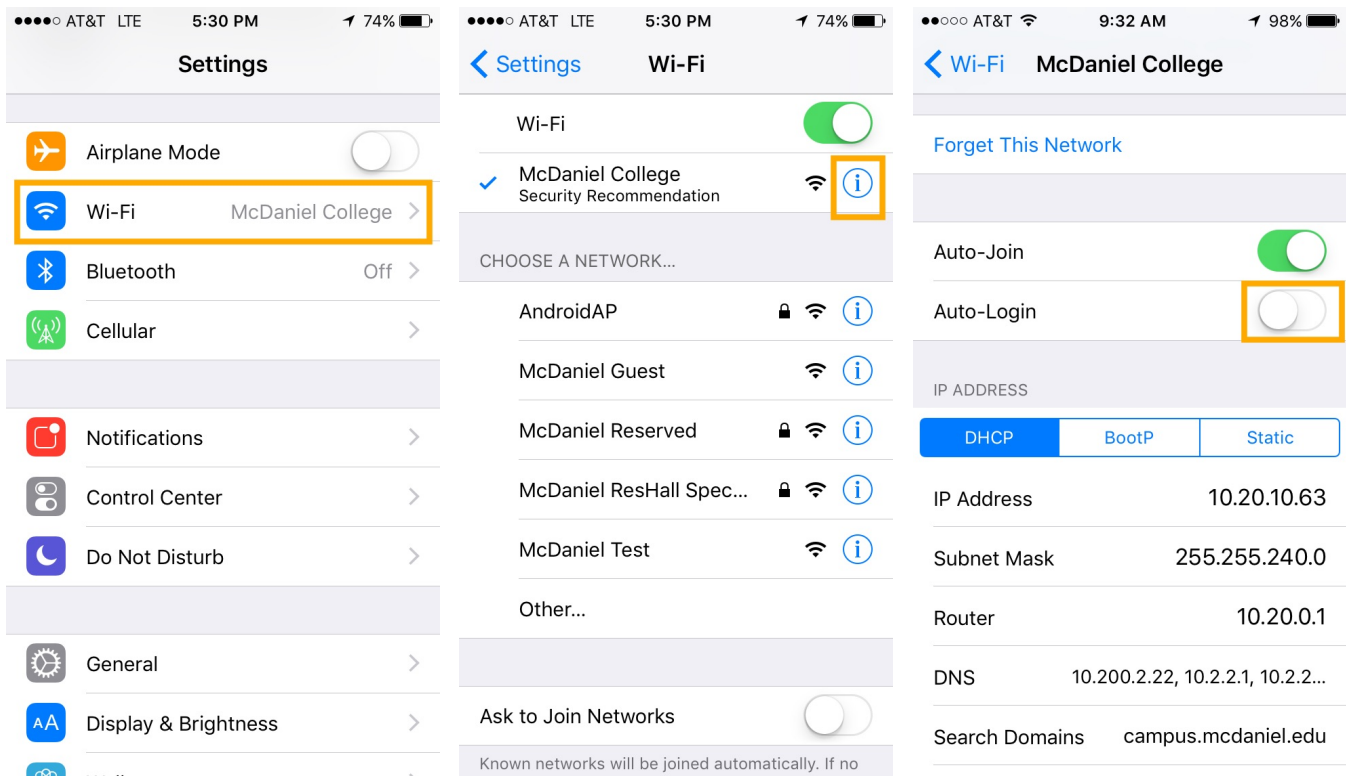 AT&T LTE 5:30 PM 74%
Settings
Airplane Mode
Wi-Fi McDaniel College
Bluetooth Off
Cellular
Notifications
Control Center
Do Not Disturb
General
AA Display & Brightness
AT&T LTE 5:30 PM 74%
Settings Wi-Fi
Wi-Fi
McDaniel College
Security Recommendation
CHOOSE A NETWORK...
AndroidAP
McDaniel Guest
McDaniel Reserved
McDaniel ResHall Spec...
McDaniel Test
Other...
Ask to Join Networks
Known networks will be joined automatically. If no
AT&T 9:32 AM 98%
Wi-Fi McDaniel College
Forget This Network
Auto-Join
Auto-Login
IP ADDRESS
DHCP BootP Static
IP Address 10.20.10.63
Subnet Mask 255.255.240.0
Router 10.20.0.1
DNS 10.200.2.22, 10.2.2.1, 10.2.2...
Search Domains campus.mcdaniel.edu